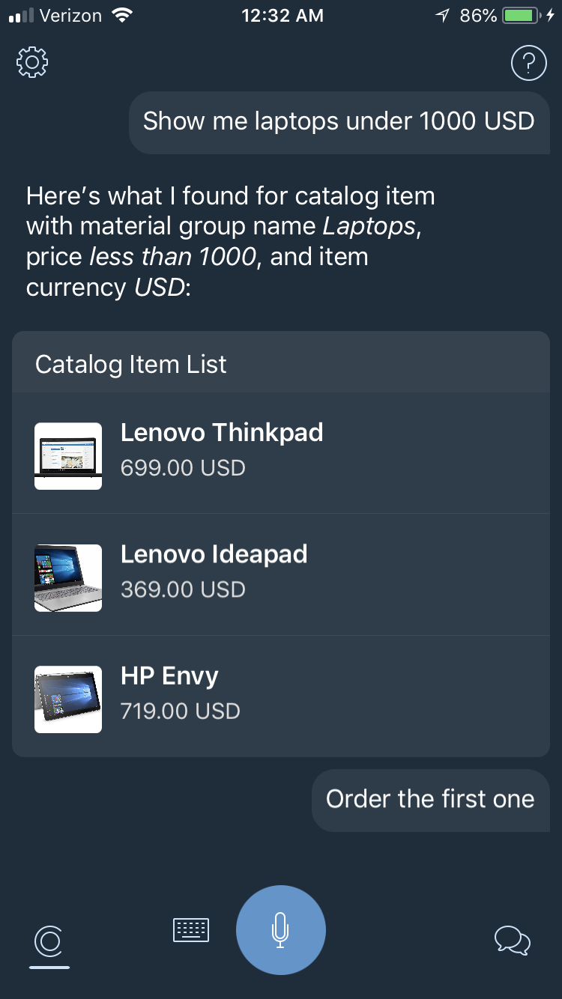 Verizon 12:32 AM 86%
?
Show me laptops under 1000 USD
Here’s what I found for catalog item
with material group name Laptops,
price less than 1000, and item
currency USD:
Catalog Item List
Lenovo Thinkpad
699.00 USD
Lenovo Ideapad
369.00 USD
HP Envy
719.00 USD
Order the first one